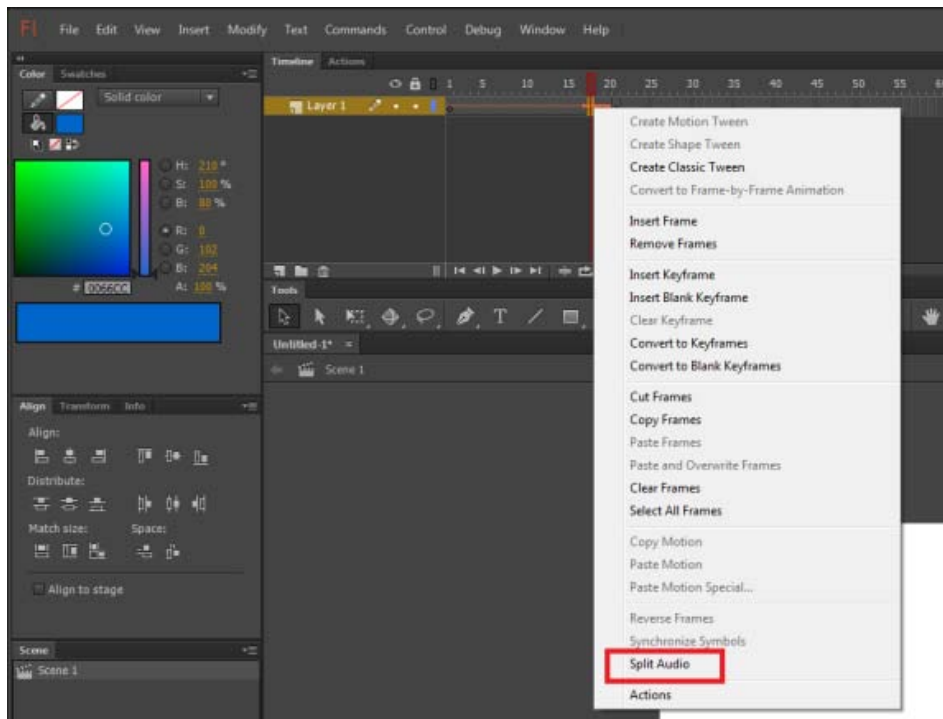 Fl File Edit View Insert Modify Text Commands Control Debug Window Help
Color Swatches
Solid color
H: 210 °
S: 100 %
B: 80 %
R: 0
G: 102
B: 204
# 0066CC A: 100 %
Timeline Actions
1 5 10 15 20 25 30 35 40 45 50 55
Layer 1
Tools
Untitled-1*
Scene 1
Align Transform Info
Align:
Distribute:
Match size: Space:
Align to stage
Scene
Scene 1
Create Motion Tween
Create Shape Tween
Create Classic Tween
Convert to Frame-by-Frame Animation
Insert Frame
Remove Frames
Insert Keyframe
Insert Blank Keyframe
Clear Keyframe
Convert to Keyframes
Convert to Blank Keyframes
Cut Frames
Copy Frames
Paste Frames
Paste and Overwrite Frames
Clear Frames
Select All Frames
Copy Motion
Paste Motion
Paste Motion Special...
Reverse Frames
Synchronize Symbols
Split Audio
Actions